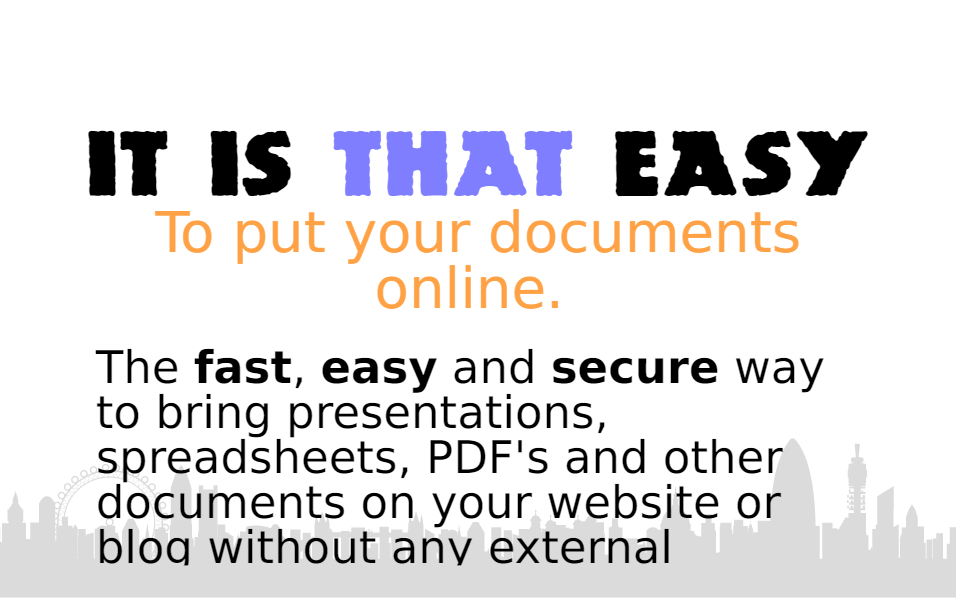 IT IS THAT EASY
To put your documents
online.
The fast, easy and secure way
to bring presentations,
spreadsheets, PDF's and other
documents on your website or
blog without any external